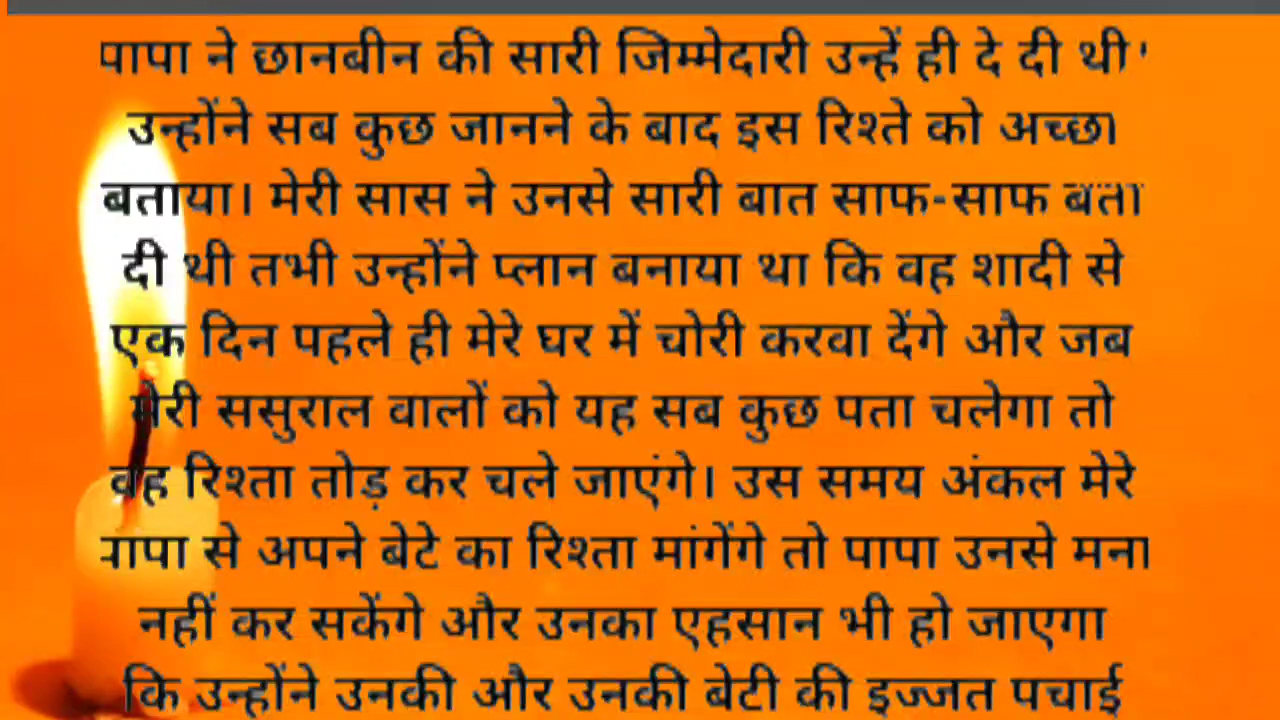 पापा ने छानबीन की सारी जिम्मेदारी उन्हें ही दे दी थी
उन्होंने सब कुछ जानने के बाद इस रिश्ते को अच्छा
बताया। मेरी सास ने उनसे सारी बात साफ-साफ बता
दी थी तभी उन्होंने प्लान बनाया था कि वह शादी से
एक दिन पहले ही मेरे घर में चोरी करवा देंगे और जब
मेरी ससुराल वालों को यह सब कुछ पता चलेगा तो
वह रिश्ता तोड़ कर चले जाएंगे। उस समय अंकल मेरे
पापा से अपने बेटे का रिश्ता मांगेंगे तो पापा उनसे मना
नहीं कर सकेंगे और उनका एहसान भी हो जाएगा
कि उन्होंने उनकी और उनकी बेटी की इज्जत पचाई